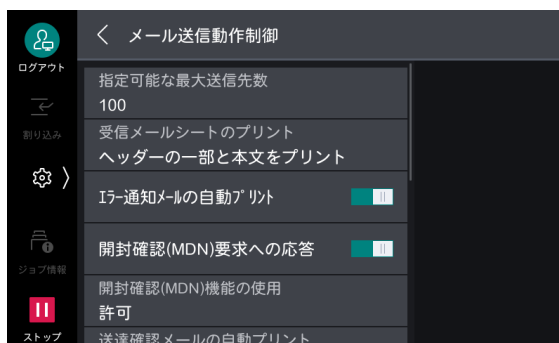 メール送信動作制御
ログアウト
割り込み
ジョブ情報
ストップ
指定可能な最大送信先数
100
受信メールシートのプリント
ヘッダーの一部と本文をプリント
ｴﾗｰ通知ﾒｰﾙの自動ﾌﾟﾘﾝﾄ
開封確認(MDN)要求への応答
開封確認(MDN)機能の使用
許可
送達確認メールの自動プリント